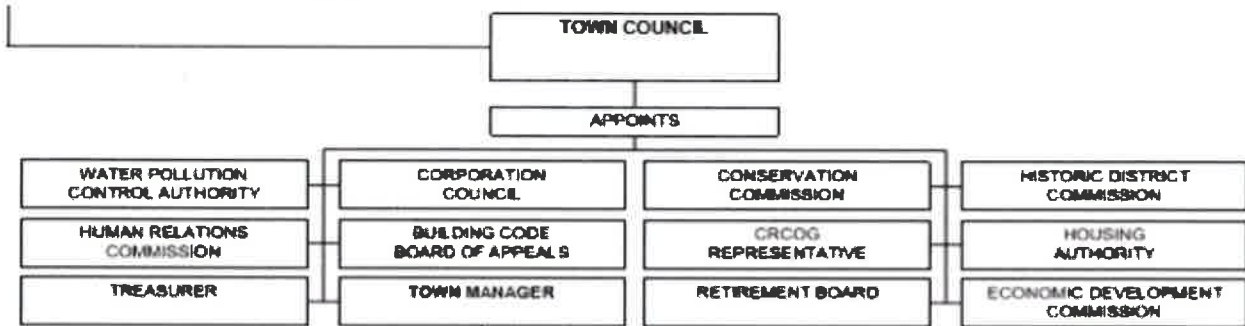 TOWN COUNCIL
APPOINTS
WATER POLLUTION
CONTROL AUTHORITY
CORPORATION
COUNCIL
CONSERVATION
COMMISSION
HISTORIC DISTRICT
COMMISSION
HUMAN RELATIONS
COMMISSION
BUILDING CODE
BOARD OF APPEALS
CRCOG
REPRESENTATIVE
HOUSING
AUTHORITY
TREASURER
TOWN MANAGER
RETIREMENT BOARD
ECONOMIC DEVELOPMENT
COMMISSION